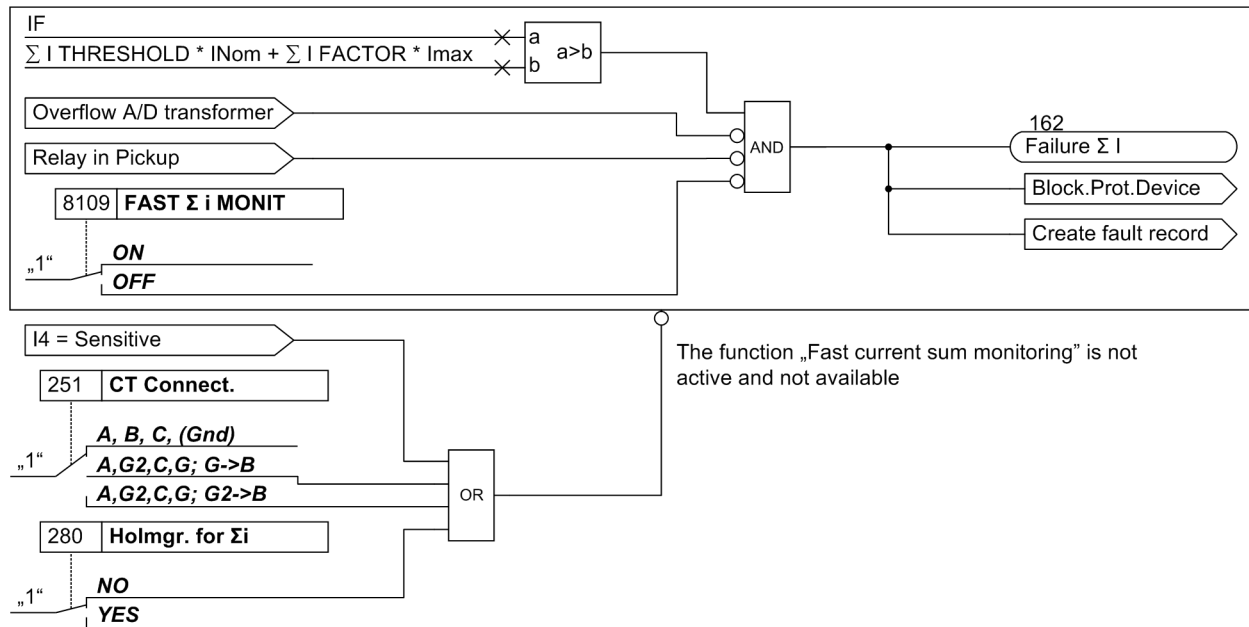 IF
∑ I THRESHOLD * INom + ∑ I FACTOR * Imax
a
b
a>b
Overflow A/D transformer
Relay in Pickup
AND
162
Failure Σ I
Block.Prot.Device
Create fault record
8109 FAST Σ i MONIT
„1“
ON
OFF
I4 = Sensitive
The function „Fast current sum monitoring” is not
active and not available
251 CT Connect.
„1“
A, B, C, (Gnd)
A,G2,C,G; G->B
A,G2,C,G; G2->B
OR
280 Holmgr. for Σi
„1“
NO
YES